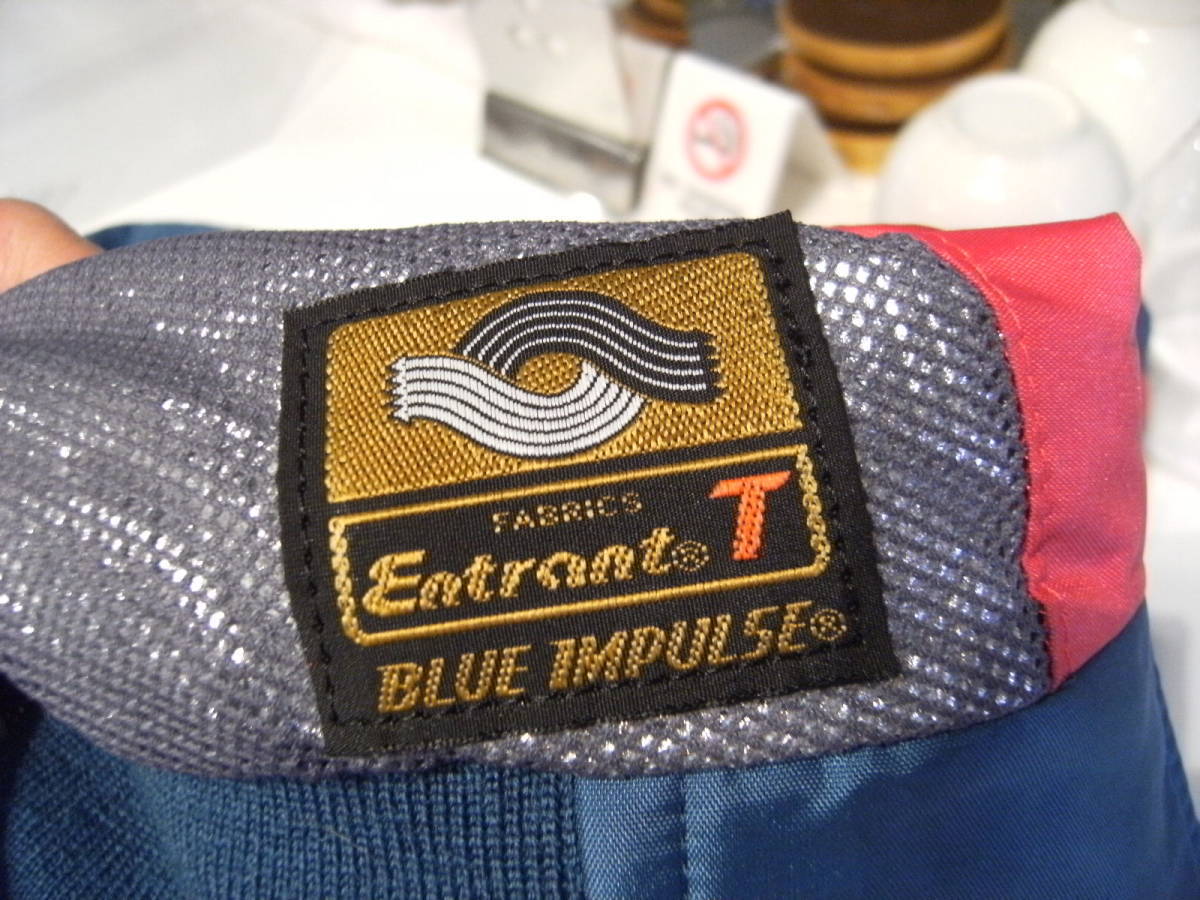 FABRICS
Entrant® T
BLUE IMPULSE®